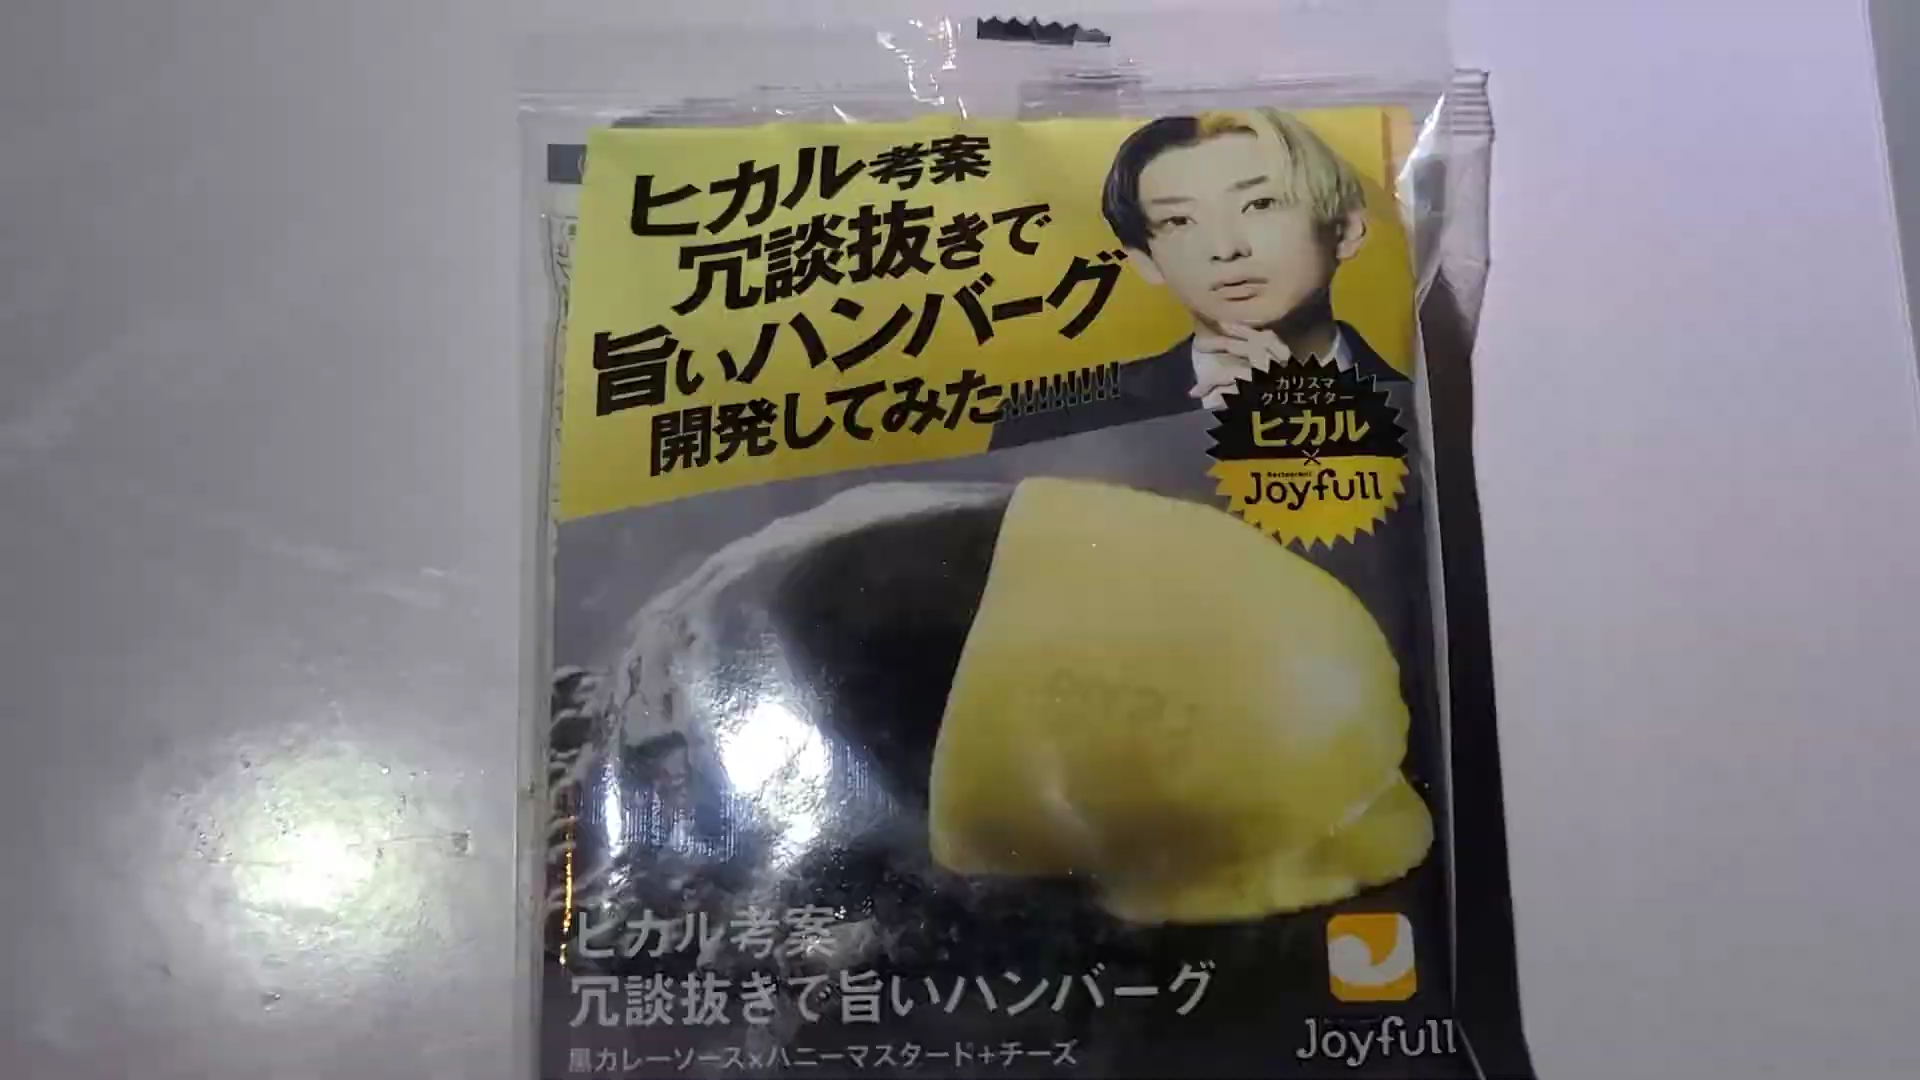 ヒカル考案
冗談抜きで
旨いハンバーグ
開発してみた!!!!!!!!!
カリスマ
クリエイター
ヒカル
×
Restaurant
Joyfull
ヒカル考案
冗談抜きで旨いハンバーグ
黒カレーソース×ハニーマスタード+チーズ
Joyfull